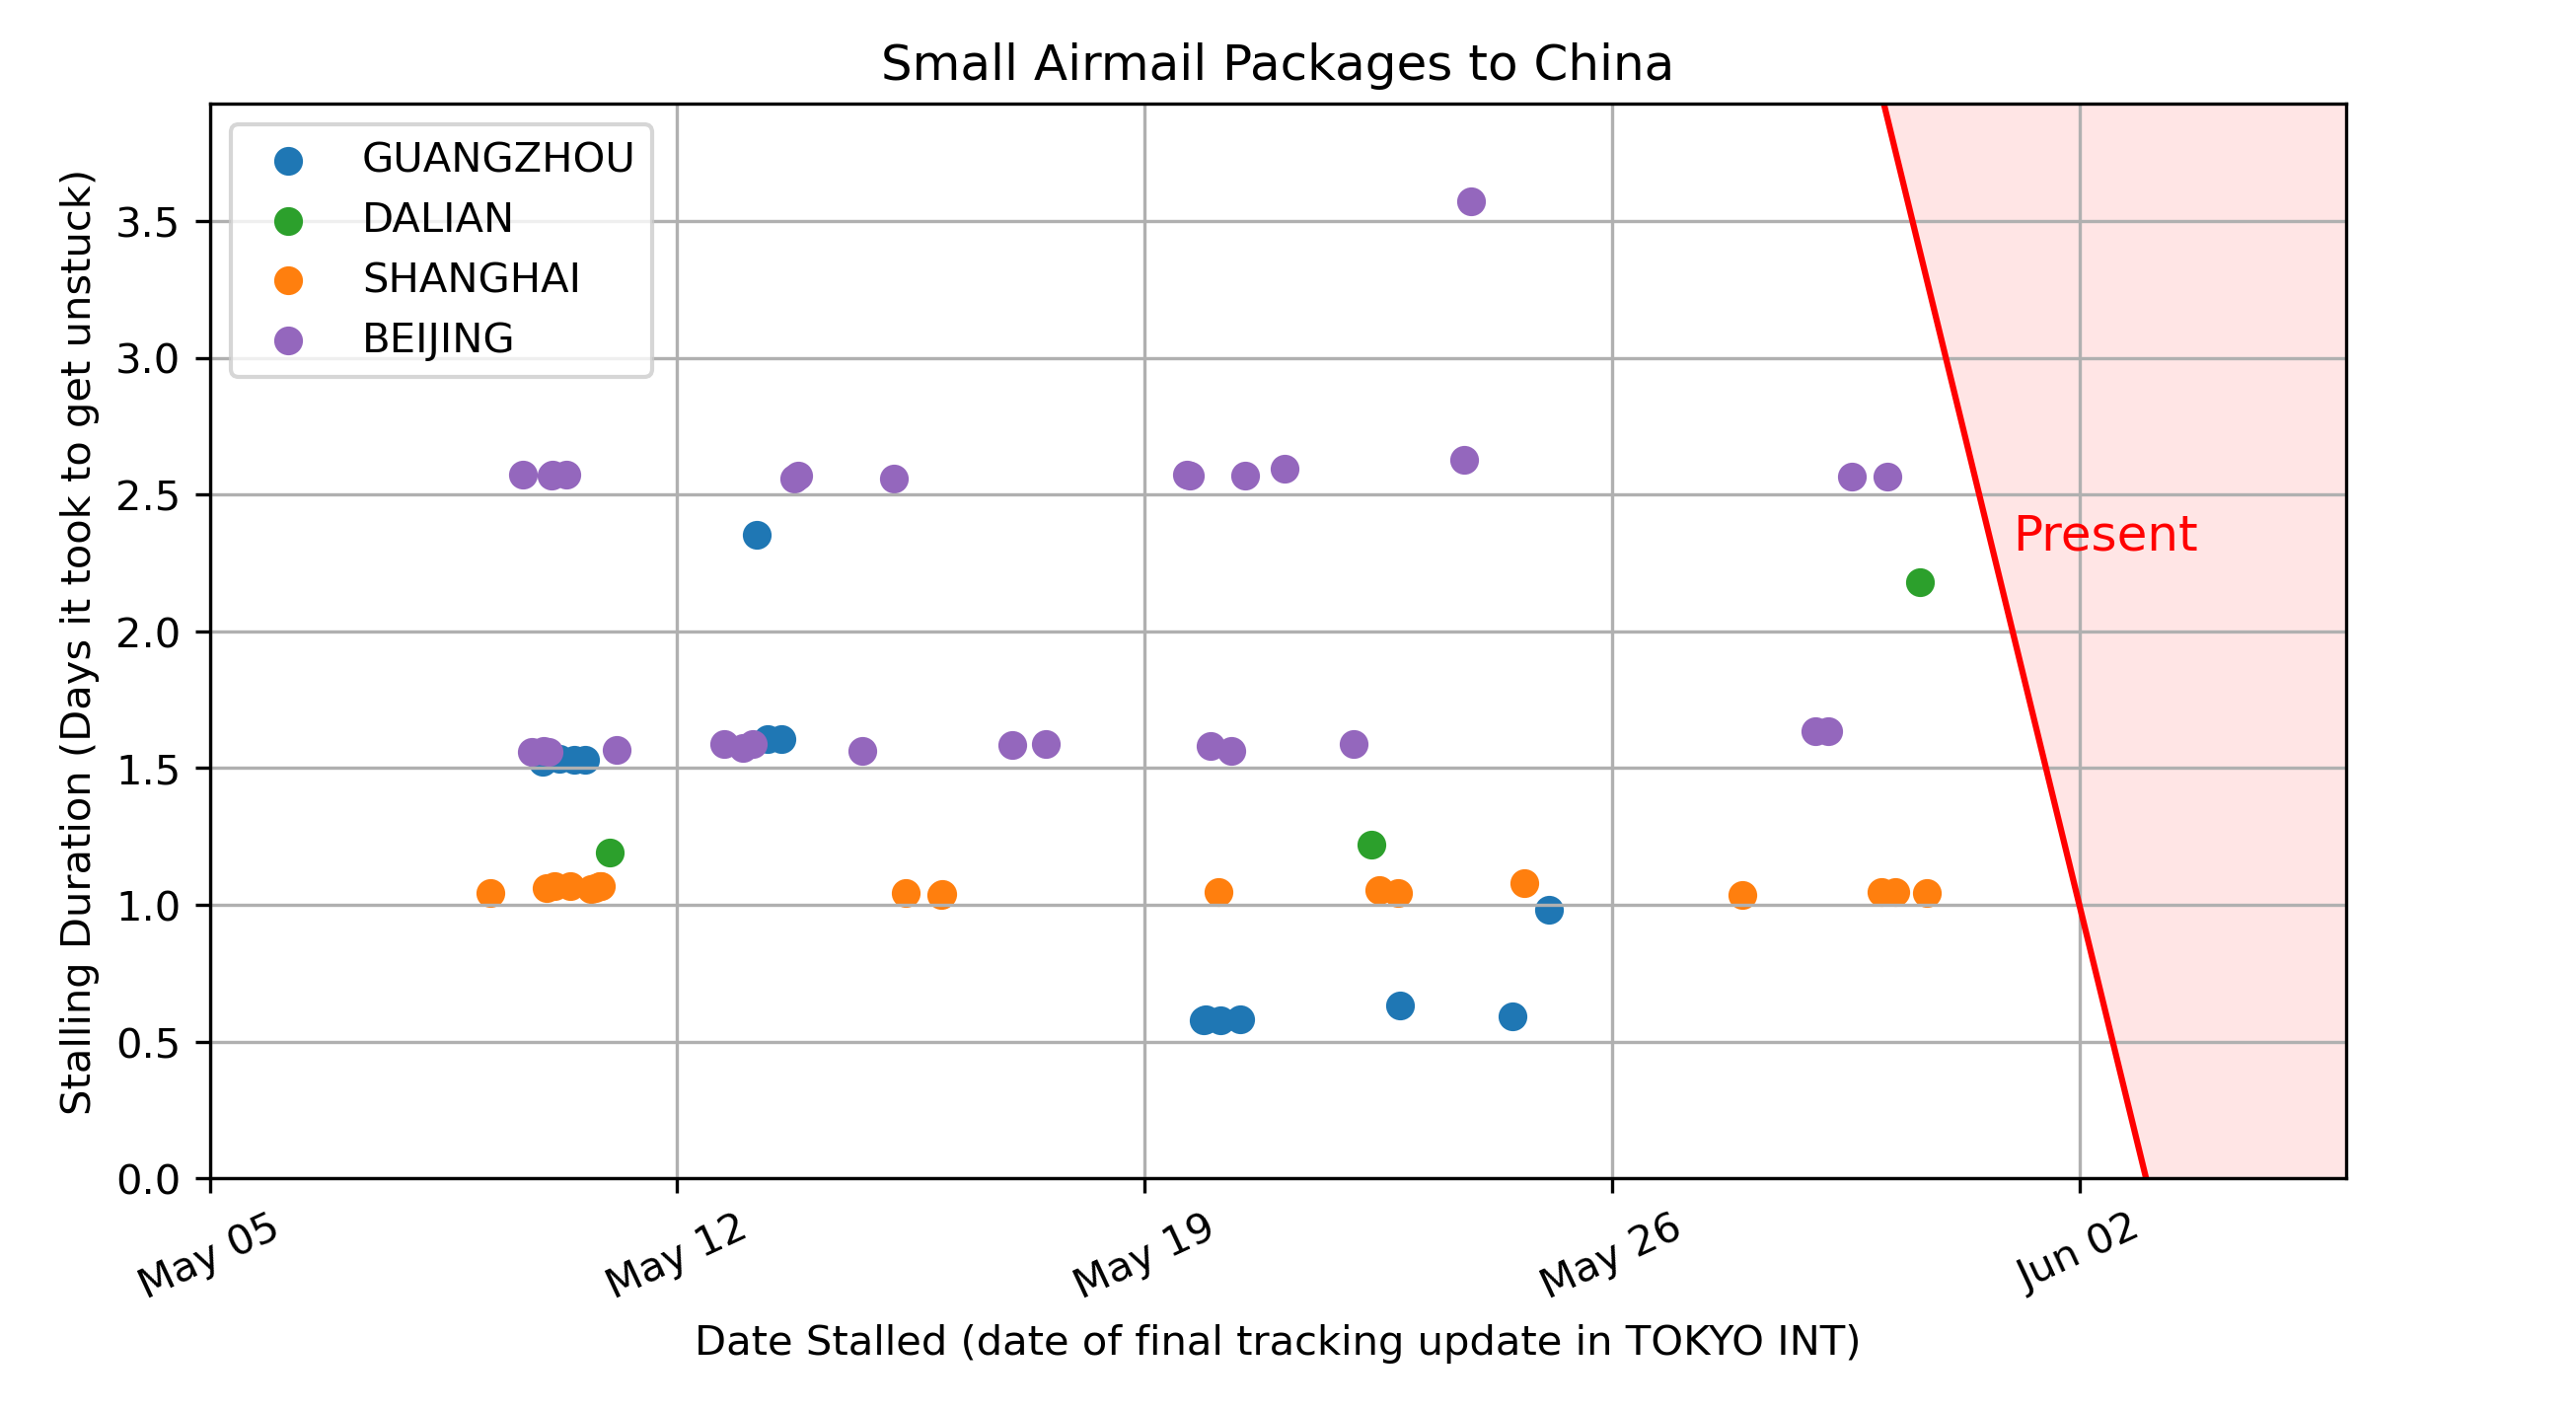 Small Airmail Packages to China
GUANGZHOU
DALIAN
SHANGHAI
BEIJING
Stalling Duration (Days it took to get unstuck)
3.5
3.0
2.5
2.0
1.5
1.0
0.5
0.0
Present
May 05
May 12
May 19
May 26
Jun 02
Date Stalled (date of final tracking update in TOKYO INT)